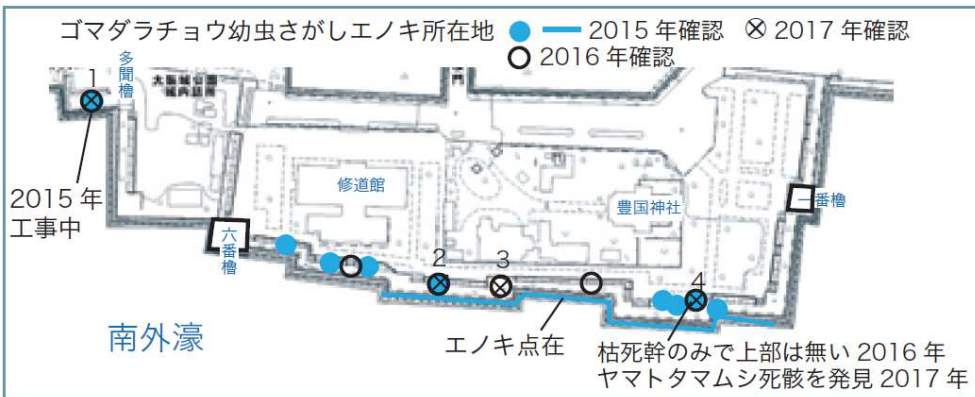 ゴマダラチョウ幼虫さがしエノキ所在地 2015年確認 2017年確認
2016年確認
多聞櫓
1
2015年
工事中
修道館
豊国神社
一番櫓
六番櫓
2
3
4
南外濠
エノキ点在
枯死幹のみで上部は無い 2016年
ヤマトタマムシ死骸を発見 2017年